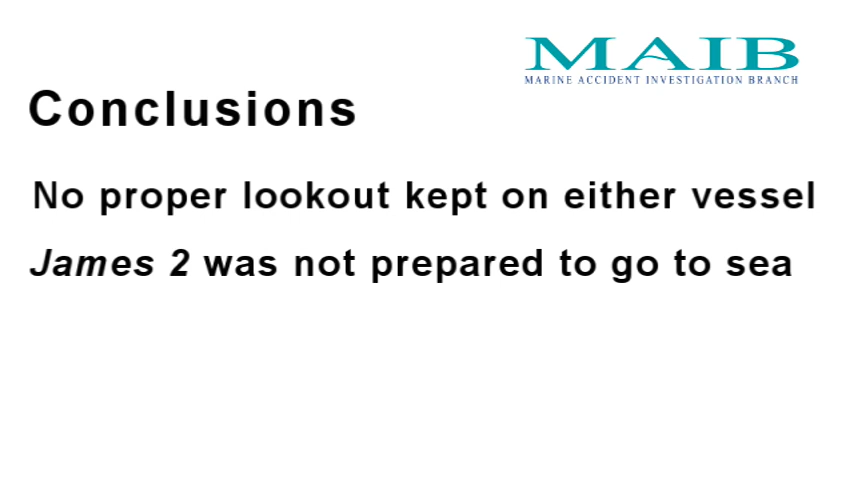 MAIB
MARINE ACCIDENT INVESTIGATION BRANCH
Conclusions
No proper lookout kept on either vessel
James 2 was not prepared to go to sea